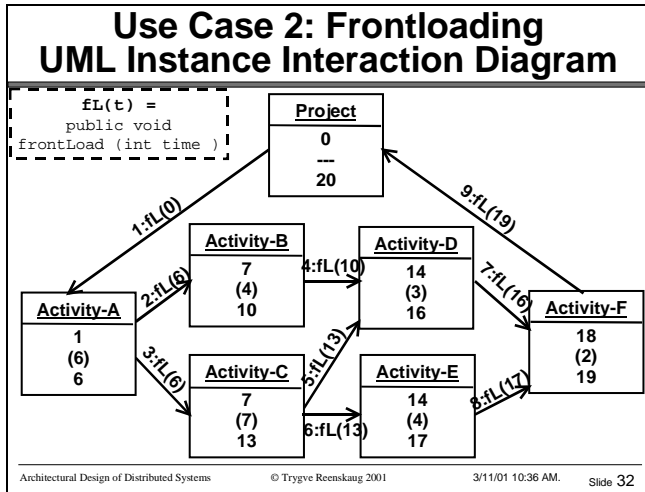 Use Case 2: Frontloading
UML Instance Interaction Diagram
fL(t) =
public void
frontLoad (int time )
Project
0
---
20
1:fL(0)
9:fL(19)
Activity-A
1
(6)
6
2:fL(6)
3:fL(6)
Activity-B
7
(4)
10
4:fL(10)
Activity-C
7
(7)
13
5:fL(13)
6:fL(13)
Activity-D
14
(3)
16
7:fL(16)
Activity-E
14
(4)
17
8:fL(17)
Activity-F
18
(2)
19
Architectural Design of Distributed Systems
© Trygve Reenskaug 2001
3/11/01 10:36 AM.
Slide 32